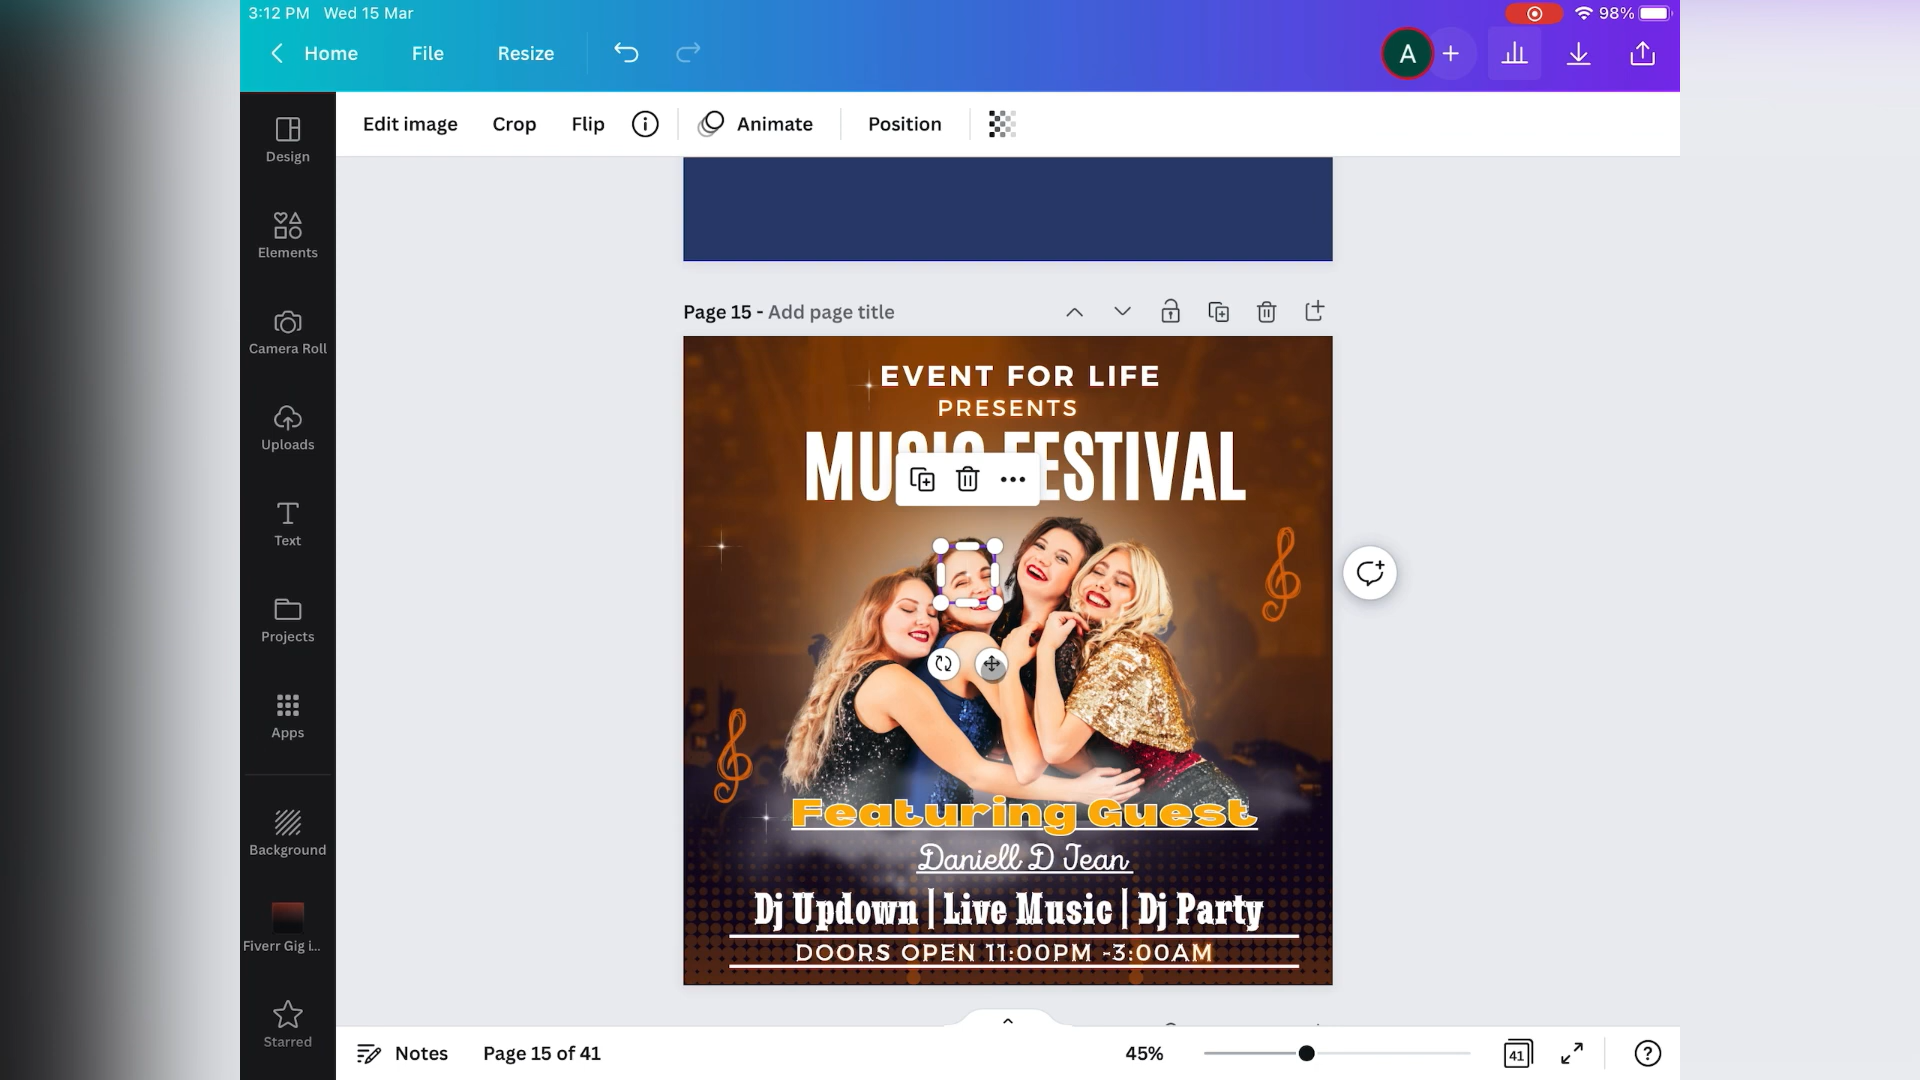 3:12 PM Wed 15 Mar
98%
Home File Resize
A
Edit image Crop Flip Animate Position
Design
Elements
Camera Roll
Uploads
Text
Projects
Apps
Background
Fiverr Gig i...
Starred
Page 15 - Add page title
EVENT FOR LIFE
PRESENTS
MUSIC FESTIVAL
Featuring Guest
Daniell D Jean
Dj Updown | Live Music | Dj Party
DOORS OPEN 11:00PM -3:00AM
Notes Page 15 of 41
45%
41